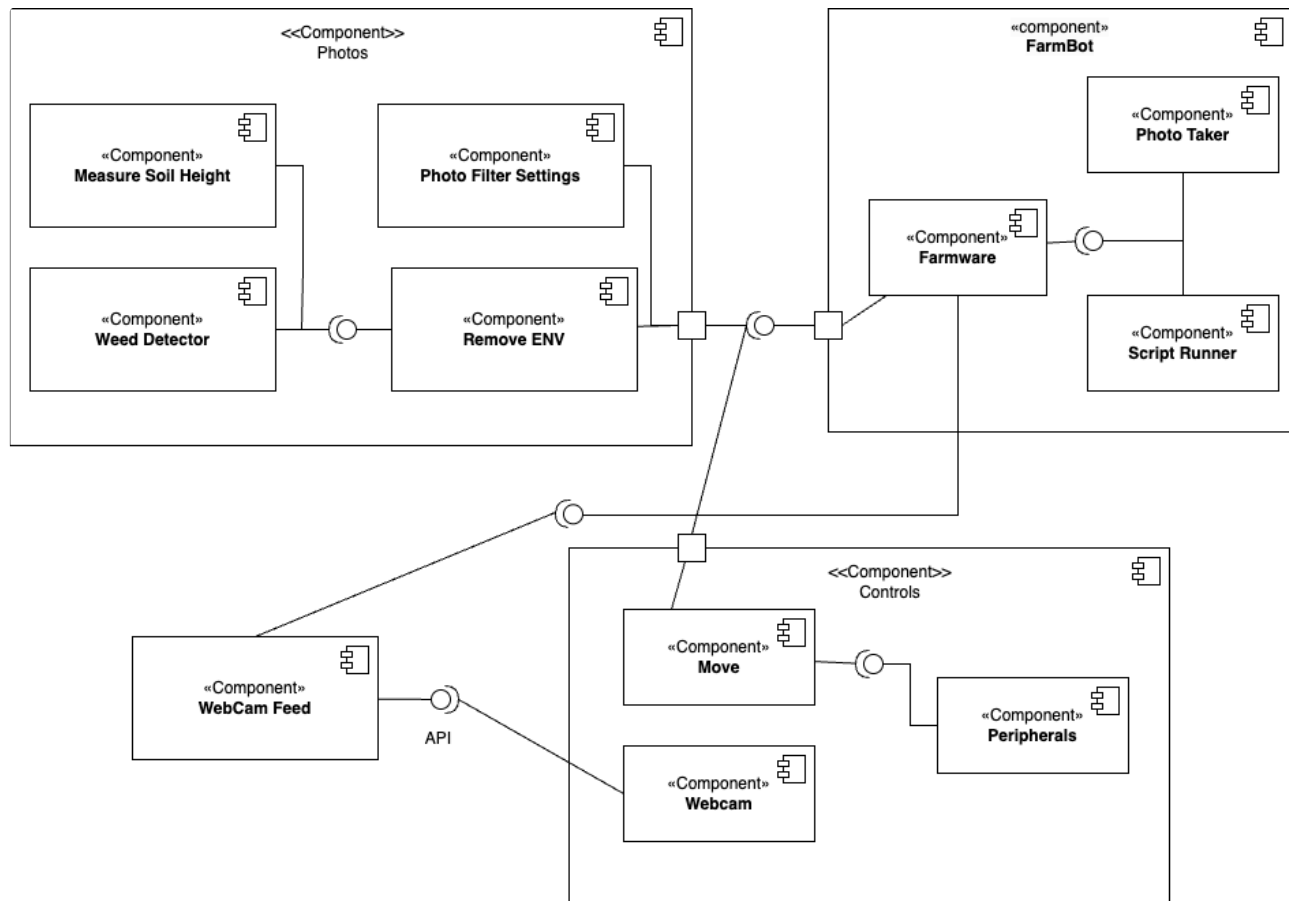 <<Component>>
Photos
«component»
FarmBot
«Component»
Measure Soil Height
«Component»
Photo Filter Settings
«Component»
Photo Taker
«Component»
Farmware
«Component»
Weed Detector
«Component»
Remove ENV
«Component»
Script Runner
<<Component>>
Controls
«Component»
Move
«Component»
WebCam Feed
API
«Component»
Peripherals
«Component»
Webcam